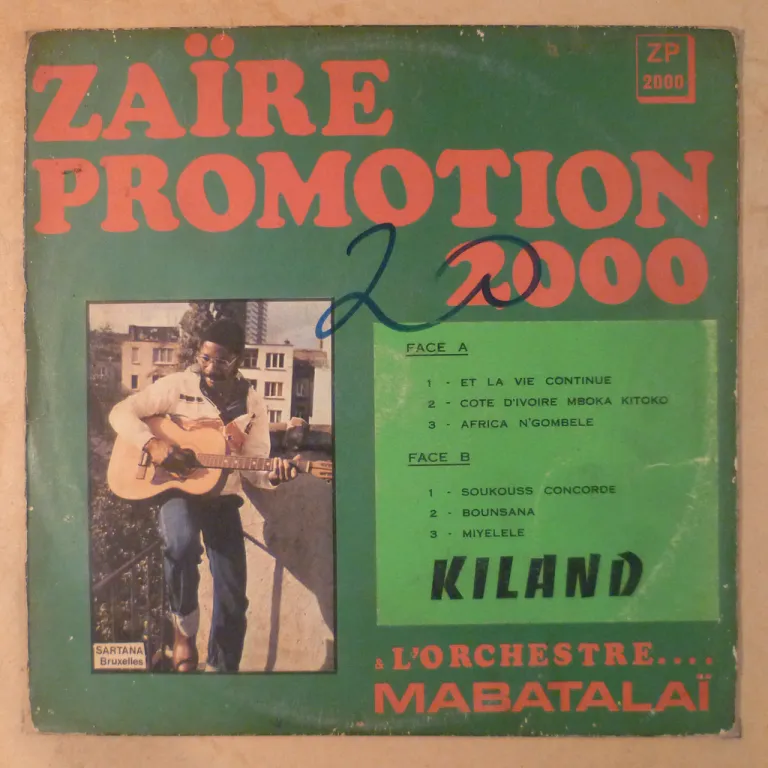 ZAÏRE
PROMOTION
2000
ZP
2000
20
FACE A
1 - ET LA VIE CONTINUE
2 - COTE D'IVOIRE MBOKA KITOKO
3 - AFRICA N'GOMBELE
FACE B
1 - SOUKOUSS CONCORDE
2 - BOUNSANA
3 - MIYELELE
KILAND
& L'ORCHESTRE....
MABATALAÏ
SARTANA
Bruxelles